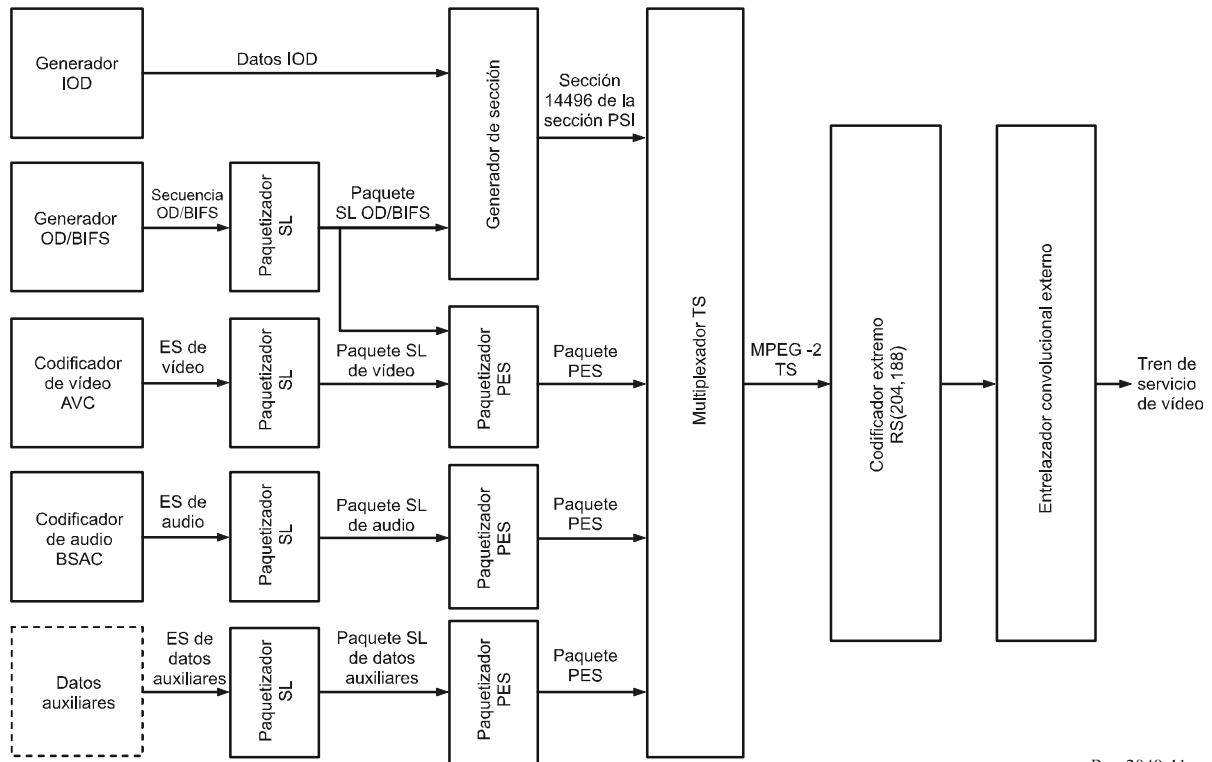 Generador
IOD
Datos IOD
Generador de sección
Sección
14496 de la
sección PSI
Generador
OD/BIFS
Secuencia
OD/BIFS
Paquetizador
SL
Paquete
SL OD/BIFS
Codificador
de vídeo
AVC
ES de
vídeo
Paquetizador
SL
Paquete SL
de vídeo
Paquetizador
PES
Paquete
PES
Codificador
de audio
BSAC
ES de
audio
Paquetizador
SL
Paquete SL
de audio
Paquetizador
PES
Paquete
PES
Datos
auxiliares
ES de
datos
auxiliares
Paquetizador
SL
Paquete SL
de datos
auxiliares
Paquetizador
PES
Paquete
PES
Multiplexador TS
MPEG -2
TS
Codificador extremo
RS(204,188)
Entrelazador convolucional externo
Tren de
servicio
de vídeo